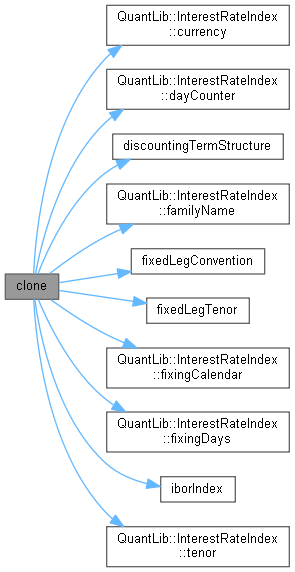 QuantLib::InterestRateIndex
::currency
QuantLib::InterestRateIndex
::dayCounter
discountingTermStructure
QuantLib::InterestRateIndex
::familyName
fixedLegConvention
clone
fixedLegTenor
QuantLib::InterestRateIndex
::fixingCalendar
QuantLib::InterestRateIndex
::fixingDays
iborIndex
QuantLib::InterestRateIndex
::tenor